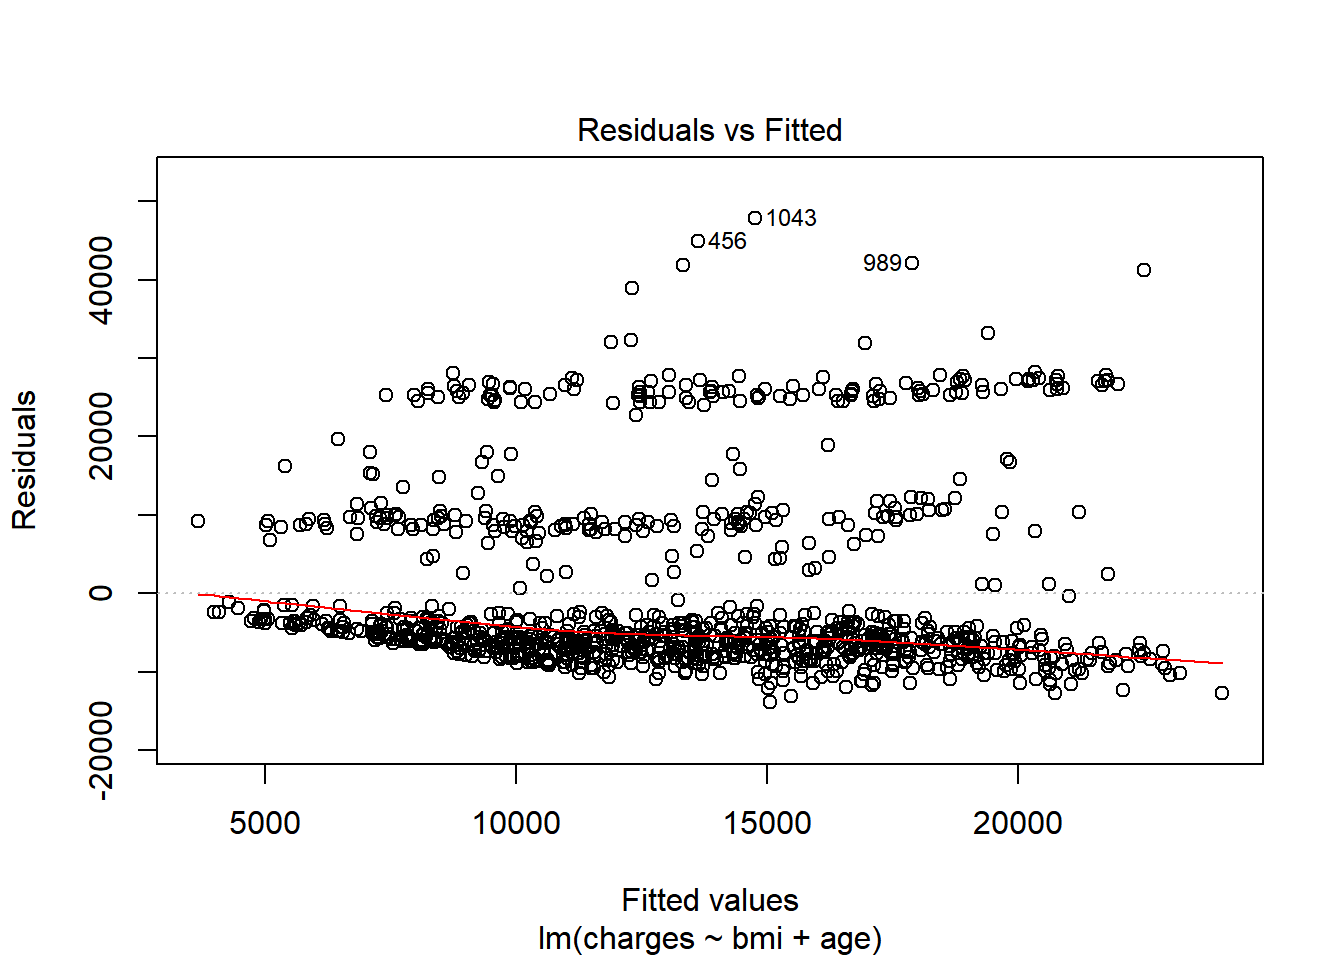 Residuals vs Fitted
Residuals
40000
20000
0
-20000
1043
456
989
5000 10000 15000 20000
Fitted values
lm(charges ~ bmi + age)